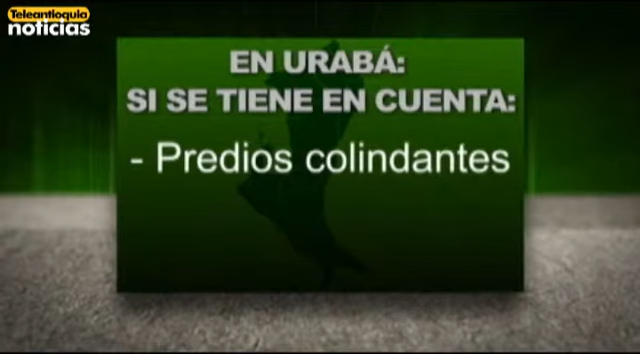 Teleantioquia
noticias
EN URABÁ:
SI SE TIENE EN CUENTA:
- Predios colindantes